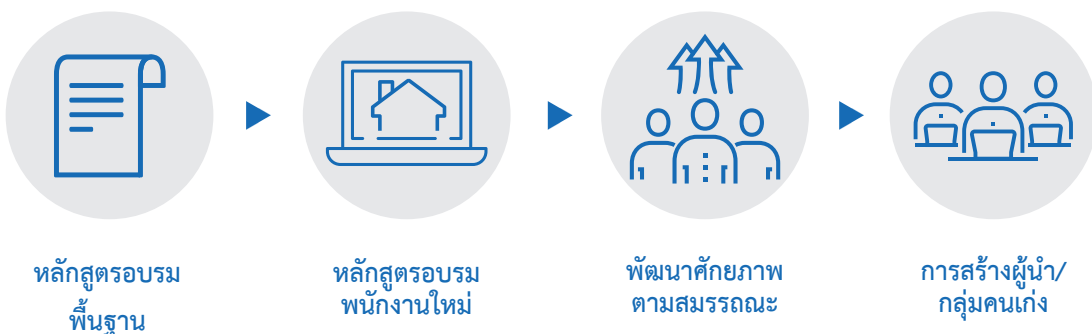 หลักสูตรอบรม
พื้นฐาน
หลักสูตรอบรม
พนักงานใหม่
พัฒนาศักยภาพ
ตามสมรรถณะ
การสร้างผู้นำ/
กลุ่มคนเก่ง